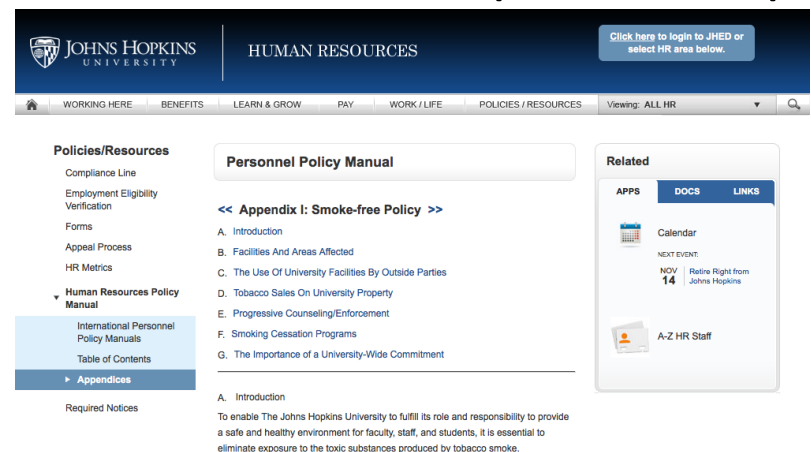 JOHNS HOPKINS
UNIVERSITY
HUMAN RESOURCES
Click here to login to JHED or
select HR area below.
WORKING HERE BENEFITS LEARN & GROW PAY WORK / LIFE POLICIES / RESOURCES Viewing: ALL HR
Policies/Resources
Compliance Line
Employment Eligibility
Verification
Forms
Appeal Process
HR Metrics
Human Resources Policy
Manual
International Personnel
Policy Manuals
Table of Contents
Appendices
Required Notices
Personnel Policy Manual
<< Appendix I: Smoke-free Policy >>
A. Introduction
B. Facilities And Areas Affected
C. The Use Of University Facilities By Outside Parties
D. Tobacco Sales On University Property
E. Progressive Counseling/Enforcement
F. Smoking Cessation Programs
G. The Importance of a University-Wide Commitment
A. Introduction
To enable The Johns Hopkins University to fulfill its role and responsibility to provide
a safe and healthy environment for faculty, staff, and students, it is essential to
eliminate exposure to the toxic substances produced by tobacco smoke.
Related
APPS DOCS LINKS
Calendar
NEXT EVENT:
NOV
14
Retire Right from
Johns Hopkins
A-Z HR Staff